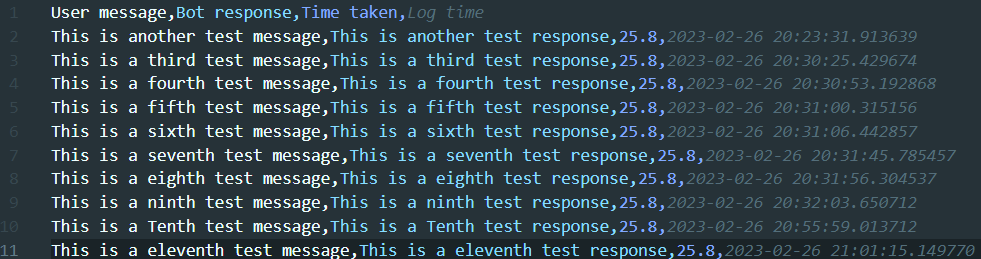 1 User message,Bot response,Time taken,Log time
2 This is another test message,This is another test response,25.8,2023-02-26 20:23:31.913639
3 This is a third test message,This is a third test response,25.8,2023-02-26 20:30:25.429674
4 This is a fourth test message,This is a fourth test response,25.8,2023-02-26 20:30:53.192868
5 This is a fifth test message,This is a fifth test response,25.8,2023-02-26 20:31:00.315156
6 This is a sixth test message,This is a sixth test response,25.8,2023-02-26 20:31:06.442857
7 This is a seventh test message,This is a seventh test response,25.8,2023-02-26 20:31:45.785457
8 This is a eighth test message,This is a eighth test response,25.8,2023-02-26 20:31:56.304537
9 This is a ninth test message,This is a ninth test response,25.8,2023-02-26 20:32:03.650712
10 This is a Tenth test message,This is a Tenth test response,25.8,2023-02-26 20:55:59.013712
11 This is a eleventh test message,This is a eleventh test response,25.8,2023-02-26 21:01:15.149770